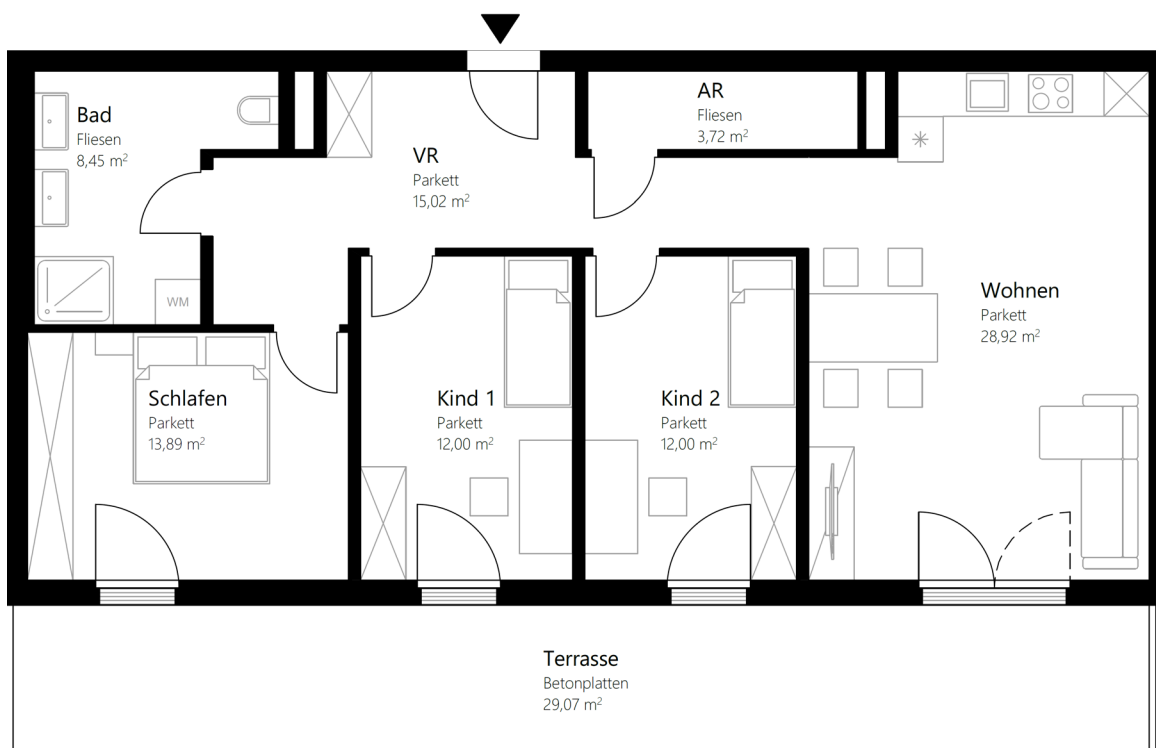 Bad
Fliesen
8,45 m²
VR
Parkett
15,02 m²
AR
Fliesen
3,72 m²
WM
Wohnen
Parkett
28,92 m²
Schlafen
Parkett
13,89 m²
Kind 1
Parkett
12,00 m²
Kind 2
Parkett
12,00 m²
Terrasse
Betonplatten
29,07 m²